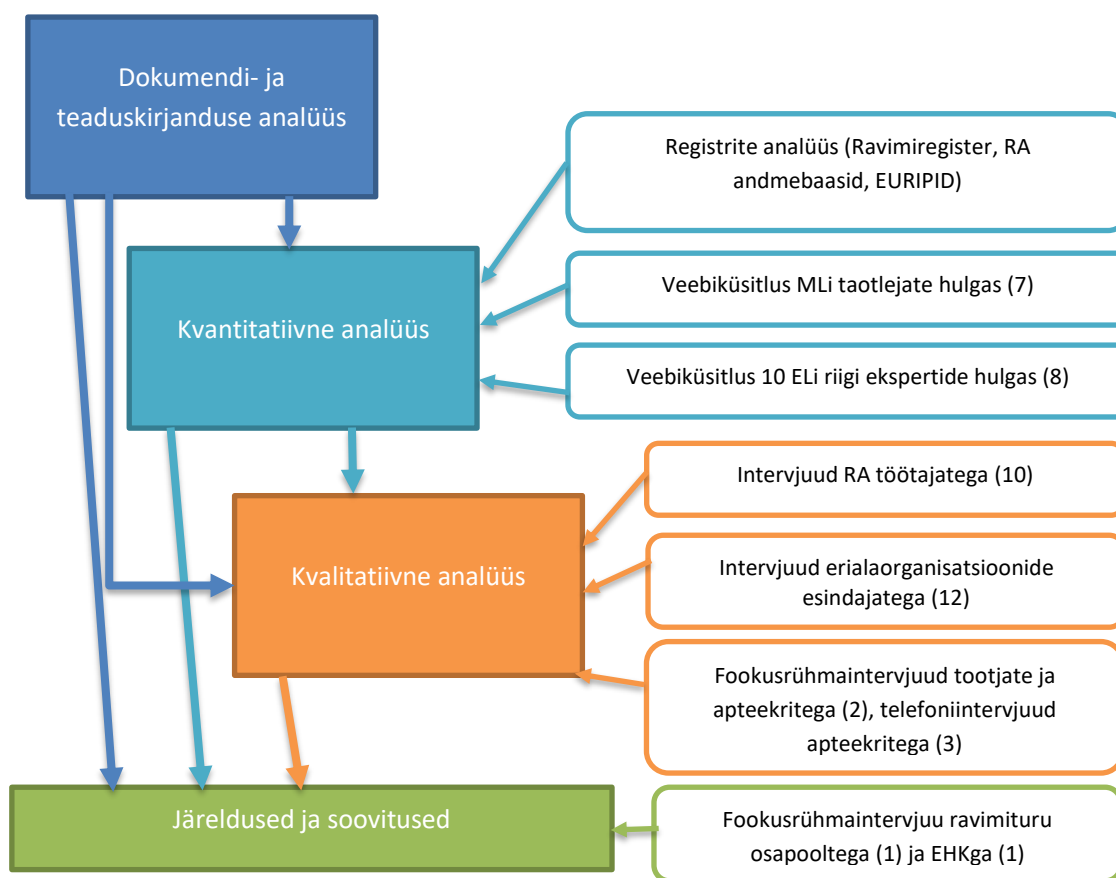 Dokumendi- ja
teaduskirjanduse analüüs
Registrite analüüs (Ravimiregister, RA
andmebaasid, EURIPID)
Kvantitatiivne analüüs
Veebiküsitlus MLi taotlejate hulgas (7)
Veebiküsitlus 10 ELi riigi ekspertide hulgas (8)
Kvalitatiivne analüüs
Intervjuud RA töötajatega (10)
Intervjuud erialaorganisatsioonide
esindajatega (12)
Fookusrühmaintervjuud tootjate ja
apteekritega (2), telefoniintervjuud
apteekritega (3)
Järeldused ja soovitused
Fookusrühmaintervjuu ravimituru
osapooltega (1) ja EHKga (1)